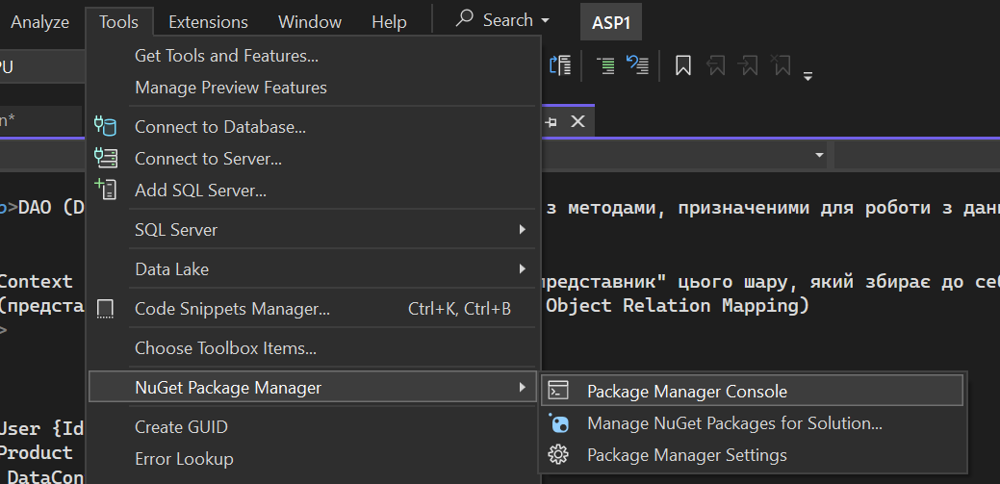 Analyze Tools Extensions Window Help Search ASP1
PU
Get Tools and Features...
Manage Preview Features
n*
Connect to Database...
Connect to Server...
Add SQL Server...
p>DAO (D з методами, призначеними для роботи з дан
SQL Server
Data Lake
Context представник" цього шару, який збирає до себ
(предста Object Relation Mapping)
>
Code Snippets Manager... Ctrl+K, Ctrl+B
Choose Toolbox Items...
NuGet Package Manager
Package Manager Console
User {Id
Create GUID
Manage NuGet Packages for Solution...
Product
Error Lookup
Package Manager Settings
DataCon